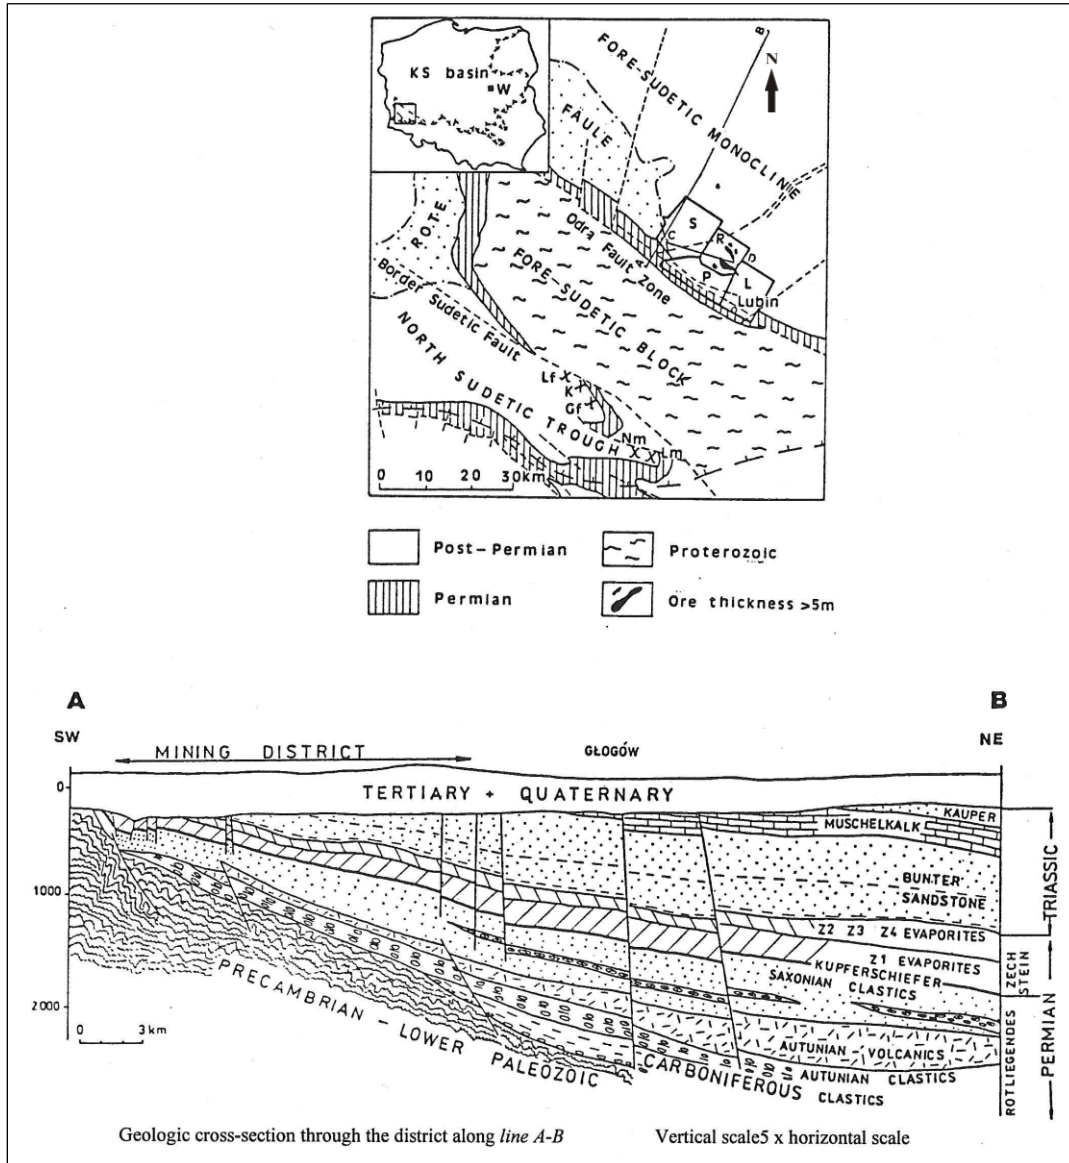 KS basin
W
N
B
FORE-SUDETIC MONOCLINE
FÄULE
ROTE
S
C
R
D
P
L
Lubin
A
Odra Fault Zone
FORE-SUDETIC BLOCK
Border Sudetic Fault
NORTH SUDETIC TROUGH
Lf
K
Gf
Nm
Lm
0 10 20 30km
Post-Permian
Proterozoic
Permian
Ore thickness >5m
A
B
SW
NE
MINING DISTRICT
GŁOGÓW
0
TERTIARY + QUATERNARY
KAUPER
MUSCHELKALK
BUNTER
SANDSTONE
TRIASSIC
1000
Z2 Z3 Z4 EVAPORITES
Z1 EVAPORITES
KUPFERSCHIEFER
SAXONIAN
CLASTICS
ZECH
STEIN
2000
0 3km
PRECAMBRIAN - LOWER PALEOZOIC
CARBONIFEROUS
CLASTICS
AUTUNIAN VOLCANICS
AUTUNIAN CLASTICS
ROTLIEGENDES
PERMIAN
Geologic cross-section through the district along line A-B
Vertical scale5 x horizontal scale